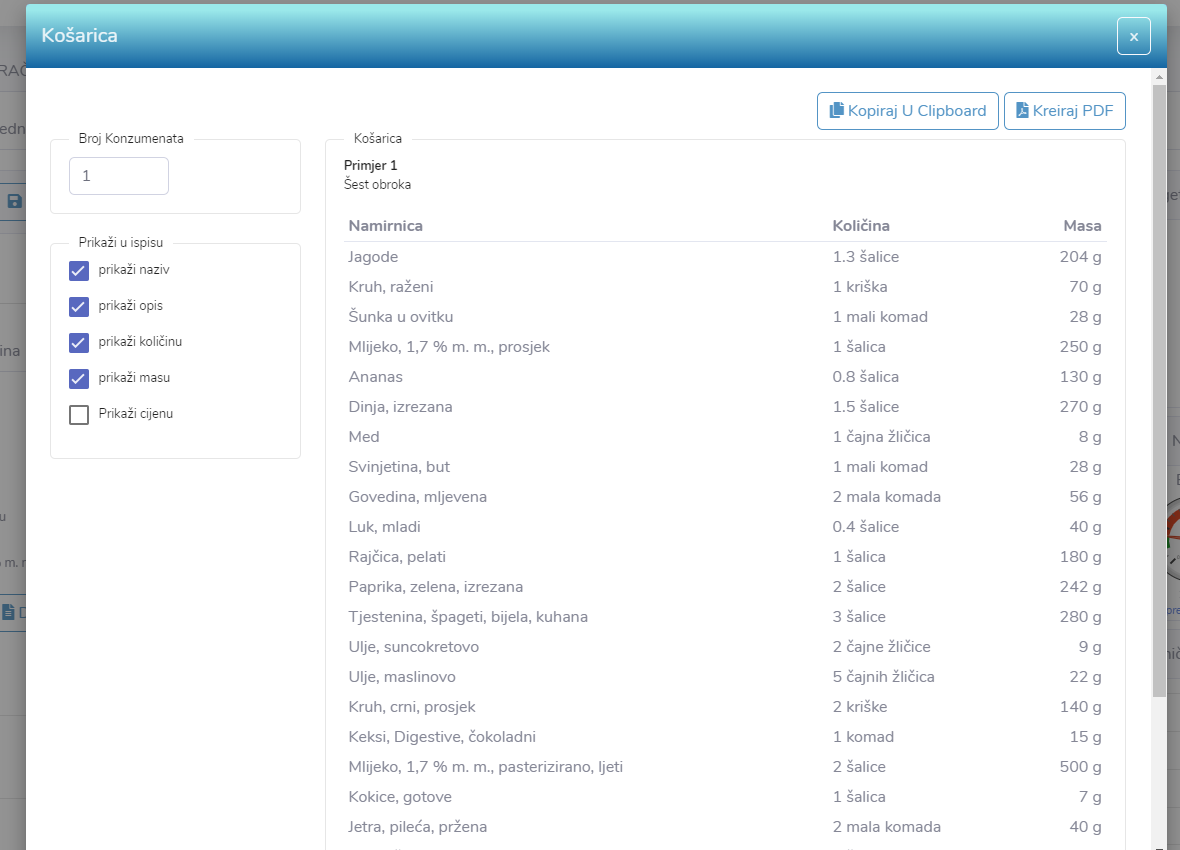 Košarica
x
Kopiraj U Clipboard
Kreiraj PDF
Broj Konzumenata
1
Prikaži u ispisu
prikaži naziv
prikaži opis
prikaži količinu
prikaži masu
Prikaži cijenu
Košarica
Primjer 1
Šest obroka
Namirnica Količina Masa
Jagode 1.3 šalice 204 g
Kruh, raženi 1 kriška 70 g
Šunka u ovitku 1 mali komad 28 g
Mlijeko, 1,7 % m. m., prosjek 1 šalica 250 g
Ananas 0.8 šalica 130 g
Dinja, izrezana 1.5 šalice 270 g
Med 1 čajna žličica 8 g
Svinjetina, but 1 mali komad 28 g
Govedina, mljevena 2 mala komada 56 g
Luk, mladi 0.4 šalice 40 g
Rajčica, pelati 1 šalica 180 g
Paprika, zelena, izrezana 2 šalice 242 g
Tjestenina, špageti, bijela, kuhana 3 šalice 280 g
Ulje, suncokretovo 2 čajne žličice 9 g
Ulje, maslinovo 5 čajnih žličica 22 g
Kruh, crni, prosjek 2 kriške 140 g
Keksi, Digestive, čokoladni 1 komad 15 g
Mlijeko, 1,7 % m. m., pasterizirano, ljeti 2 šalice 500 g
Kokice, gotove 1 šalica 7 g
Jetra, pileća, pržena 2 mala komada 40 g